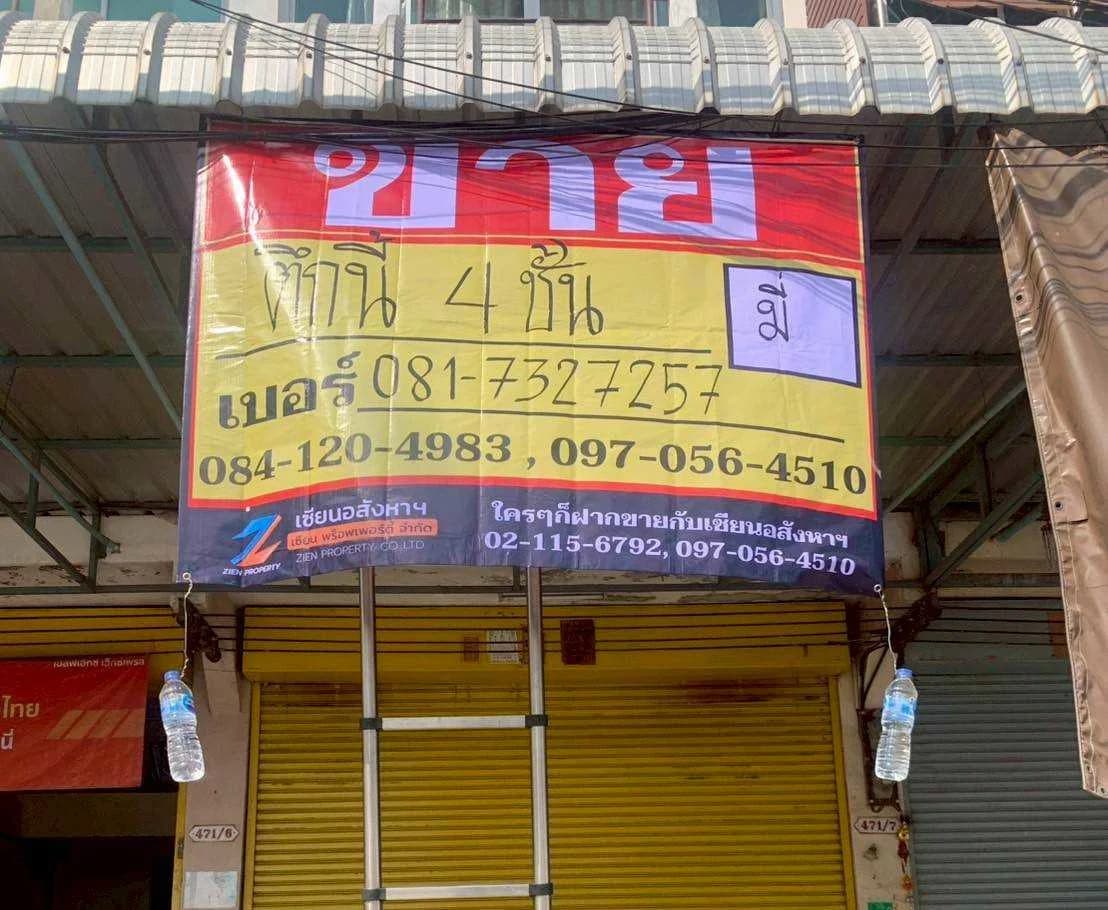 ขาย
ตึกนี้ 4 ชั้น
มี
เบอร์ 081-7327257
084-120-4983 , 097-056-4510
เซียนอสังหาฯ
เซียน พร็อพเพอร์ตี้ จำกัด
ZIEN PROPERTY CO.,LTD
ZIEN PROPERTY
ใครๆก็ฝากขายกับเซียนอสังหาฯ
02-115-6792, 097-056-4510
ไทย
นี้
471/6
471/7